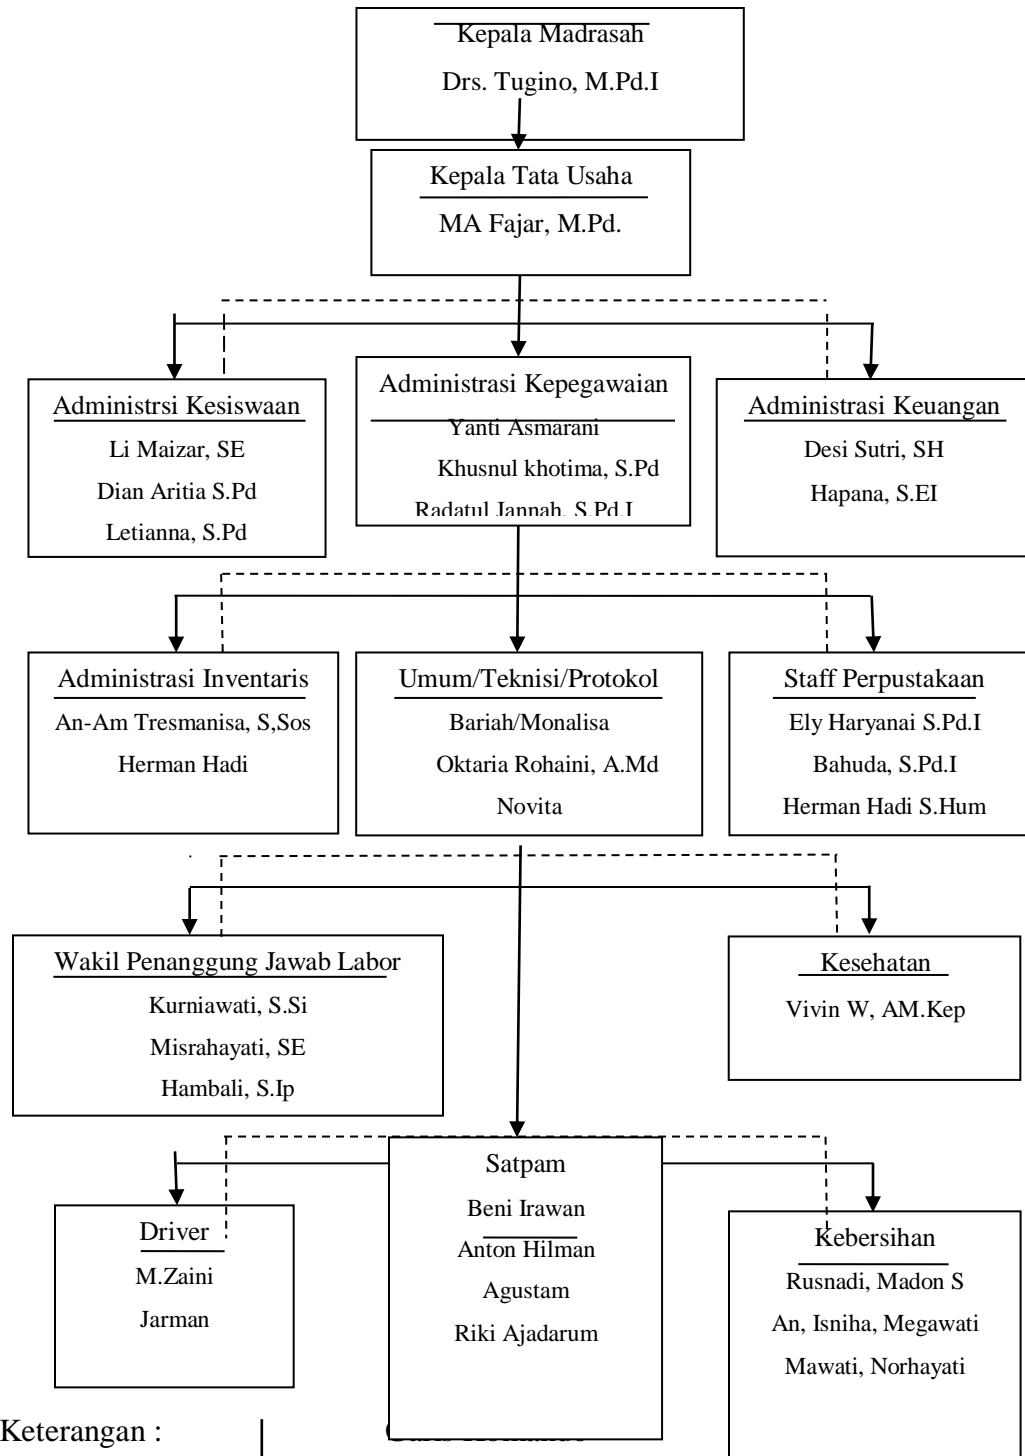 Kepala Madrasah
Drs. Tugino, M.Pd.I
Kepala Tata Usaha
MA Fajar, M.Pd.
Administrsi Kesiswaan
Li Maizar, SE
Dian Aritia S.Pd
Letianna, S.Pd
Administrasi Kepegawaian
Yanti Asmarani
Khusnul khotima, S.Pd
Radatul Jannah, S.Pd.I
Administrasi Keuangan
Desi Sutri, SH
Hapana, S.EI
Administrasi Inventaris
An-Am Tresmanisa, S,Sos
Herman Hadi
Umum/Teknisi/Protokol
Bariah/Monalisa
Oktaria Rohaini, A.Md
Novita
Staff Perpustakaan
Ely Haryanai S.Pd.I
Bahuda, S.Pd.I
Herman Hadi S.Hum
Wakil Penanggung Jawab Labor
Kurniawati, S.Si
Misrahayati, SE
Hambali, S.Ip
Kesehatan
Vivin W, AM.Kep
Driver
M.Zaini
Jarman
Satpam
Beni Irawan
Anton Hilman
Agustam
Riki Ajadarum
Kebersihan
Rusnadi, Madon S
An, Isniha, Megawati
Mawati, Norhayati
Keterangan :